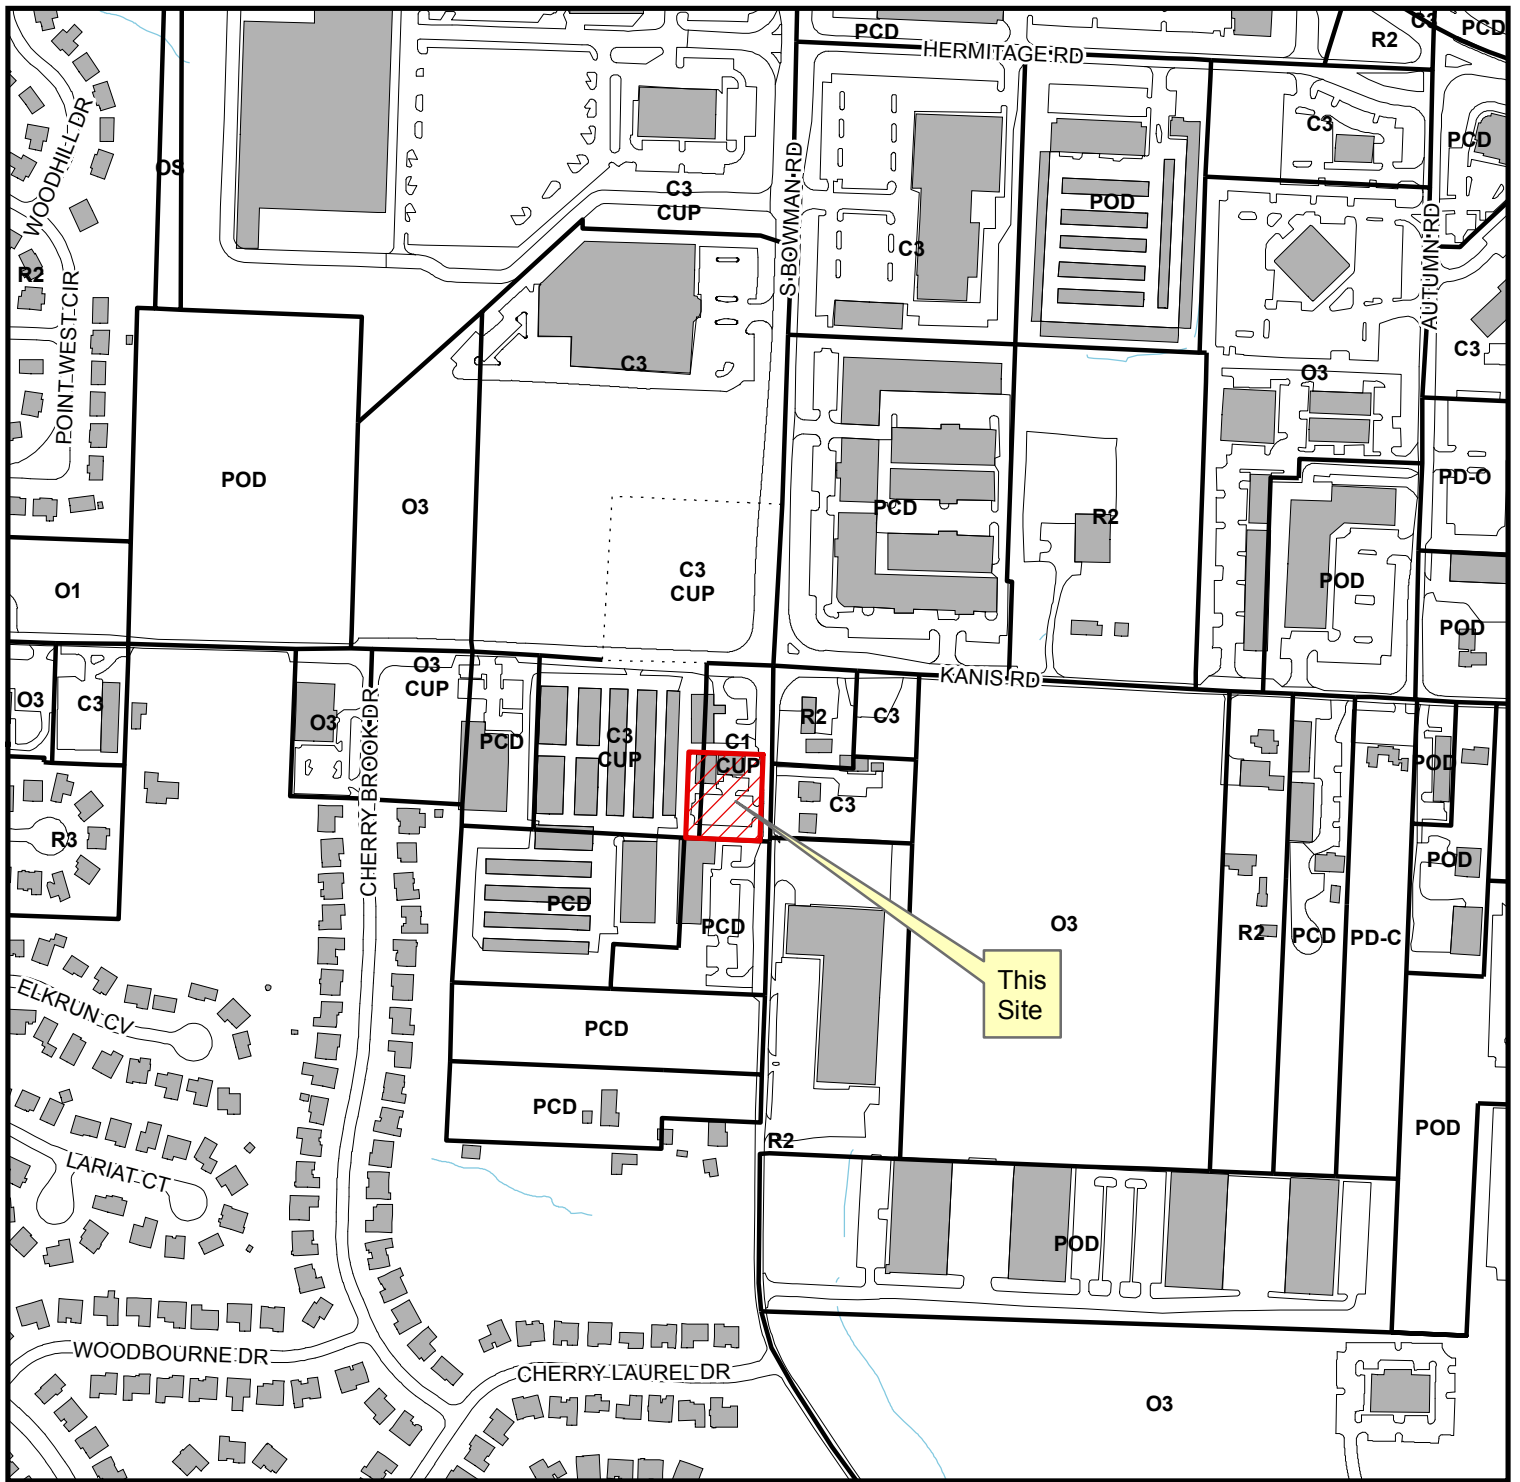 PCD
C3
PCD
R2
HERMITAGE RD
WOODHILL DR
C3
PCD
OS
S BOWMAN RD
C3
CUP
POD
AUTUMN RD
C3
R2
POINT WEST CIR
C3
C3
O3
POD
O3
PCD
R2
PD-O
C3
CUP
POD
O1
POD
O3
CUP
KANIS RD
O3
C3
O3
CHERRY BROOK DR
PCD
C3
CUP
C1
CUP
R2
C3
POD
C3
R3
POD
PCD
PCD
O3
R2
PCD
PD-C
This
Site
ELKRUN CV
PCD
PCD
POD
R2
LARIAT CT
POD
WOODBOURNE DR
CHERRY LAUREL DR
O3